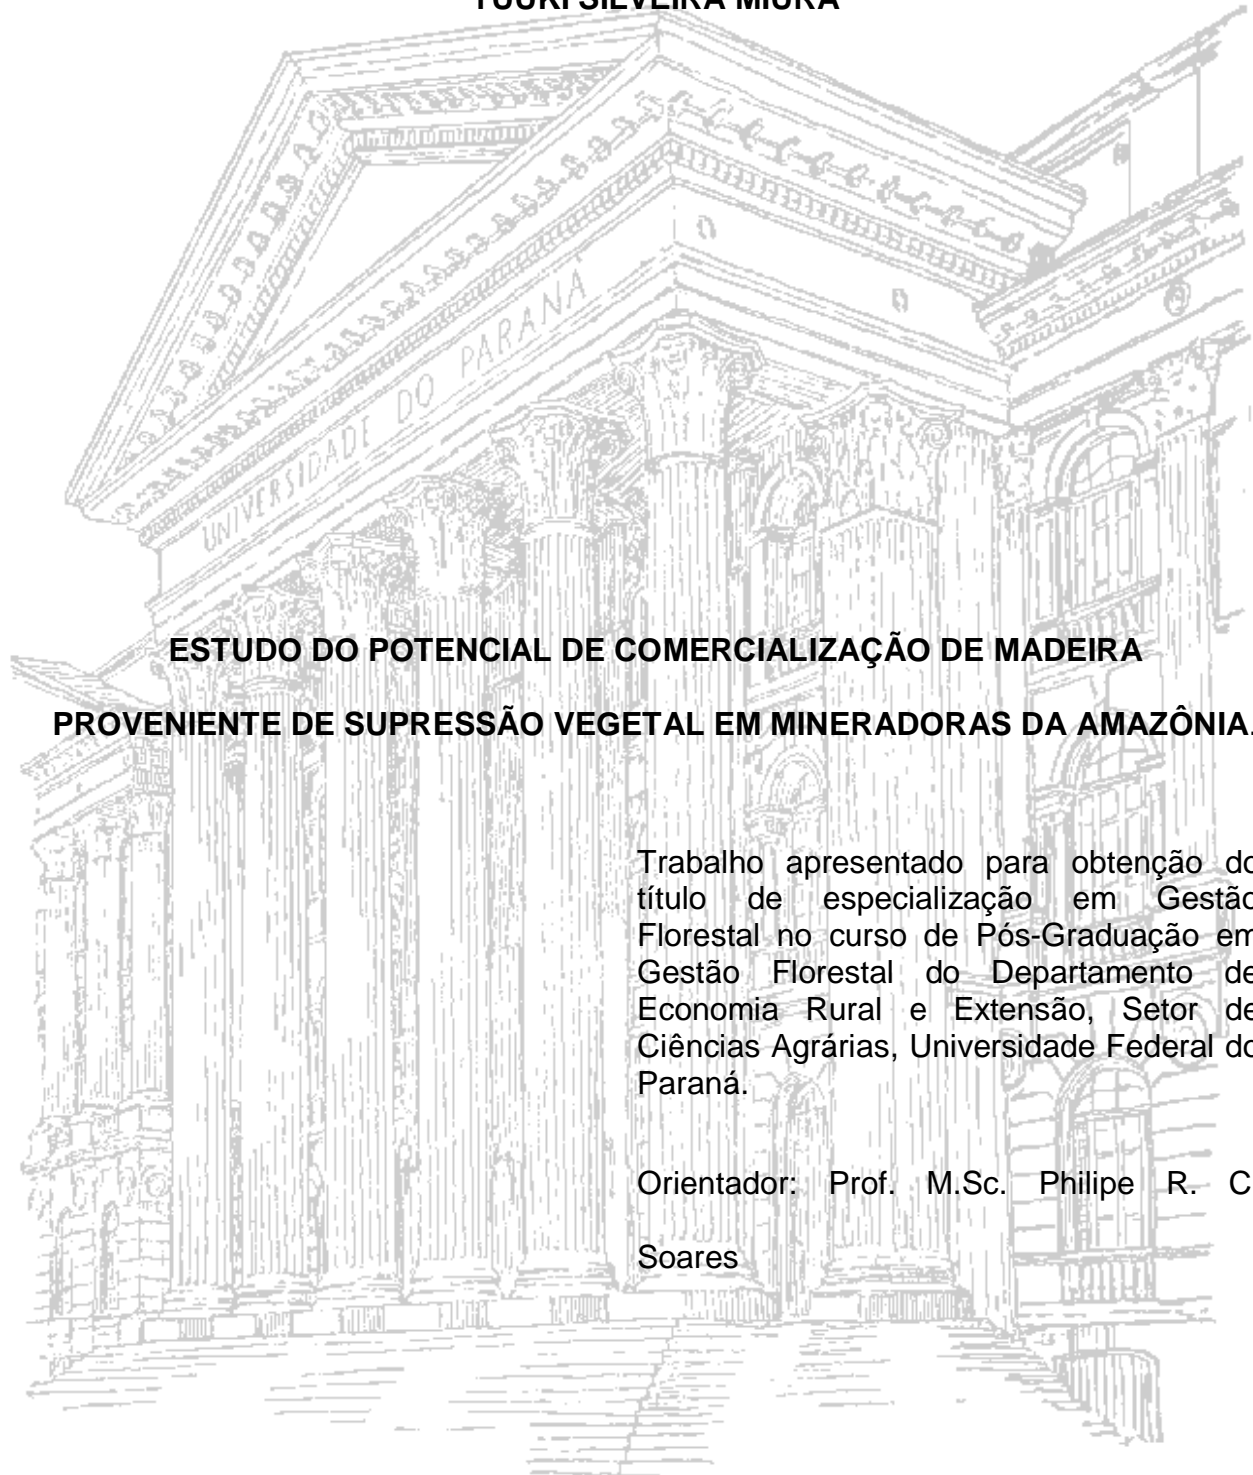 SILVEIRA MIURA
UNIVERSIDADE DO PARANÁ
ESTUDO DO POTENCIAL DE COMERCIALIZAÇÃO DE MADEIRA
PROVENIENTE DE SUPRESSÃO VEGETAL EM MINERADORAS DA AMAZÔNIA.
Trabalho apresentado para obtenção do
título de especialização em Gestão
Florestal no curso de Pós-Graduação em
Gestão Florestal do Departamento de
Economia Rural e Extensão, Setor de
Ciências Agrárias, Universidade Federal do
Paraná.
Orientador: Prof. M.Sc. Philipe R. C
Soares